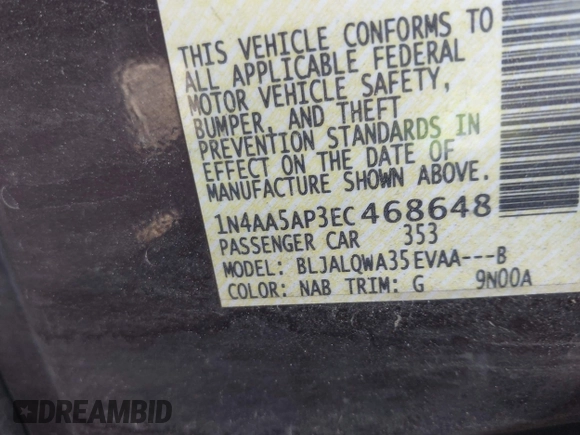 THIS VEHICLE CONFORMS TO
ALL APPLICABLE FEDERAL
MOTOR VEHICLE SAFETY,
BUMPER, AND THEFT
PREVENTION STANDARDS IN
EFFECT ON THE DATE OF
MANUFACTURE SHOWN ABOVE.
1N4AA5AP3EC468648
PASSENGER CAR 353
MODEL: BLJALQWA35EVAA---B
COLOR: NAB TRIM: G 9N00A
DREAMBID